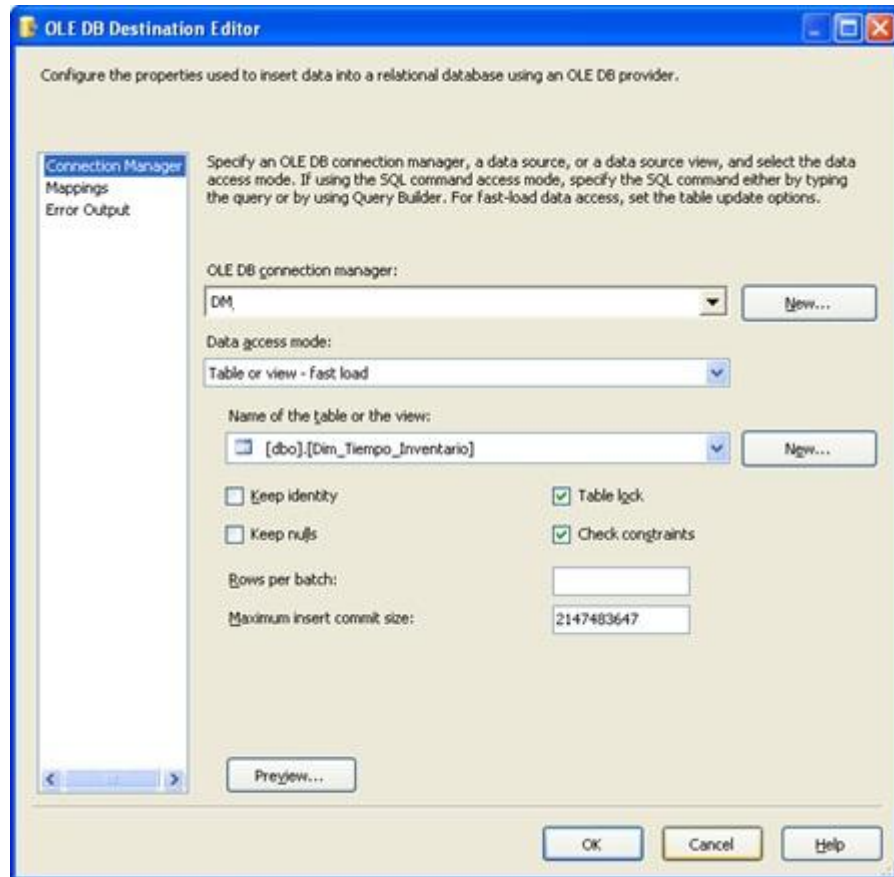 OLE DB Destination Editor
Configure the properties used to insert data into a relational database using an OLE DB provider.
Connection Manager
Mappings
Error Output
Specify an OLE DB connection manager, a data source, or a data source view, and select the data
access mode. If using the SQL command access mode, specify the SQL command either by typing
the query or by using Query Builder. For fast-load data access, set the table update options.
OLE DB connection manager:
DM
New...
Data access mode:
Table or view - fast load
Name of the table or the view:
[dbo].[Dim_Tiempo_Inventario]
New...
Keep identity
Table lock
Keep nulls
Check constraints
Rows per batch:
Maximum insert commit size:
2147483647
Preview...
OK
Cancel
Help